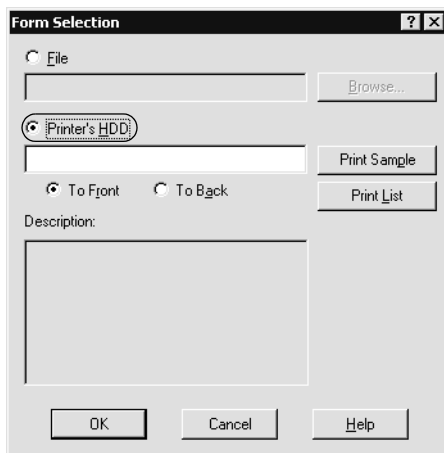 Form Selection
File
Browse...
Printer's HDD
Print Sample
To Front
To Back
Print List
Description:
OK
Cancel
Help